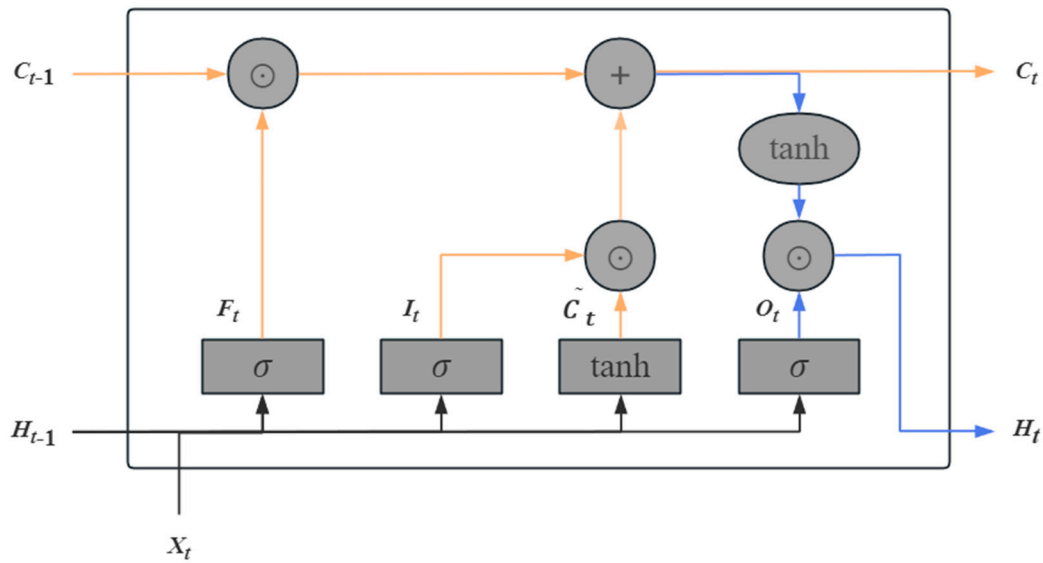 C_{t-1} ⊙ + C_t
tanh
⊙ ⊙
F_t I_t C̃_t O_t
σ σ tanh σ
H_{t-1} H_t
X_t